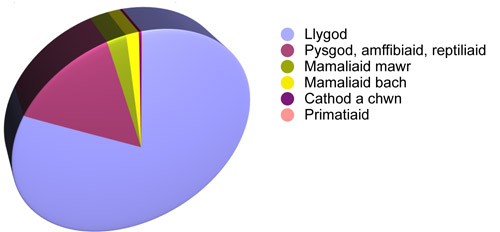 Llygod
Pysgod, amffibiaid, reptiliaid
Mamaliaid mawr
Mamaliaid bach
Cathod a chwn
Primatiaid